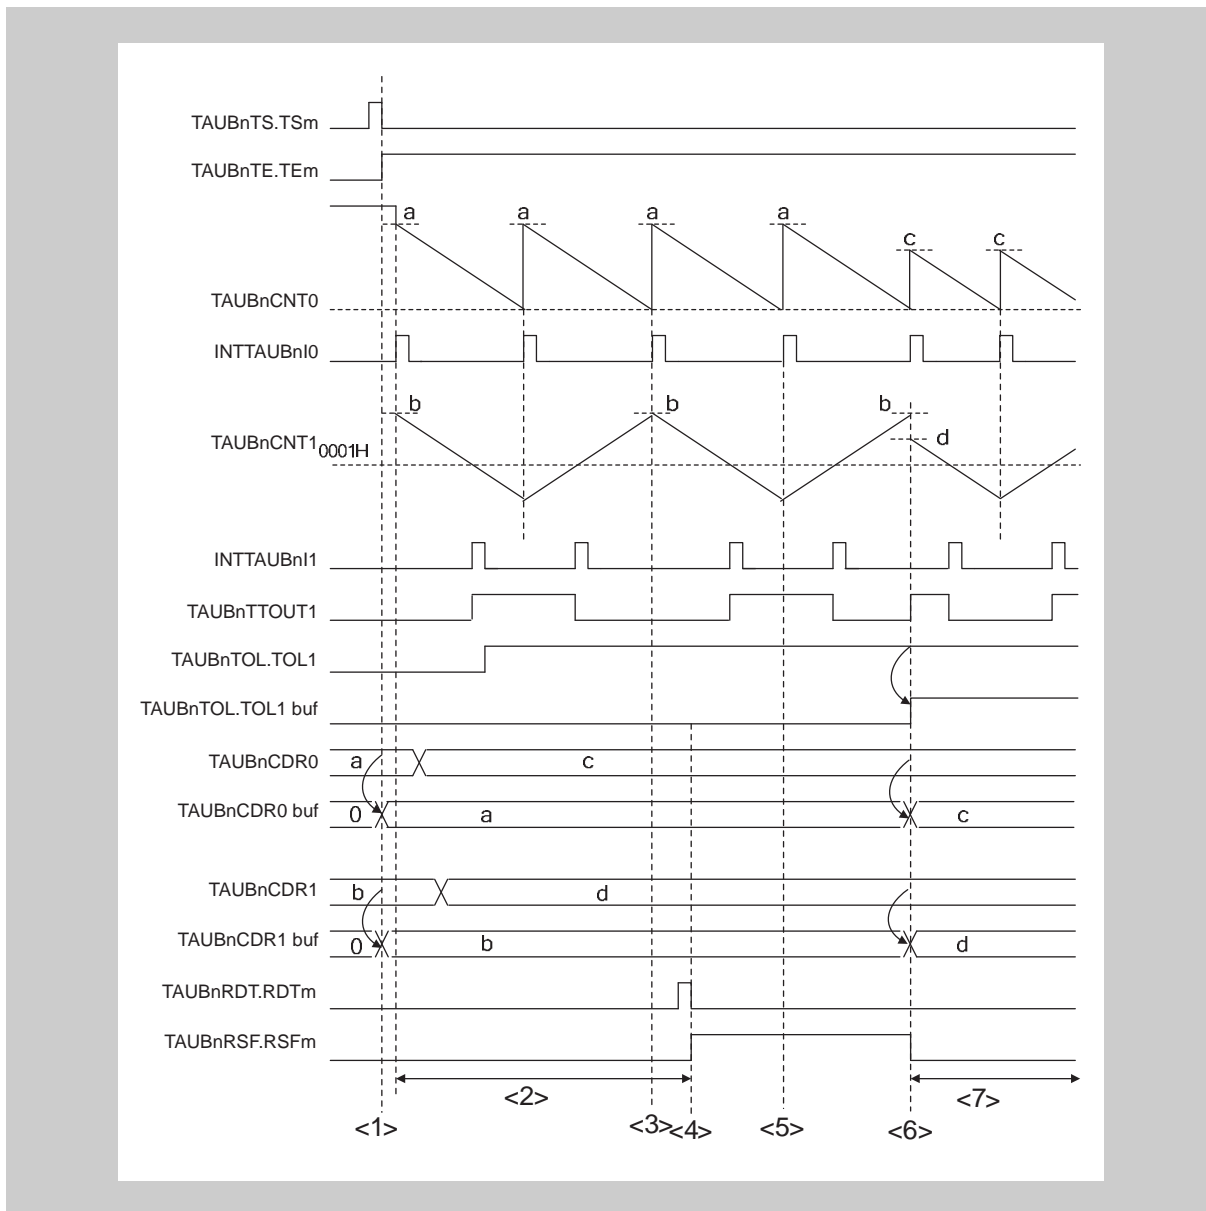 TAUBnTS.TSm
TAUBnTE.TEm
a a a a c c
TAUBnCNT0
INTTAUBnI0
b b b d
TAUBnCNT1 0001H
INTTAUBnI1
TAUBnTTOUT1
TAUBnTOL.TOL1
TAUBnTOL.TOL1 buf
TAUBnCDR0 a c
TAUBnCDR0 buf 0 a c
TAUBnCDR1 b d
TAUBnCDR1 buf 0 b d
TAUBnRDT.RDTm
TAUBnRSF.RSFm
<2> <7>
<1> <3> <4> <5> <6>